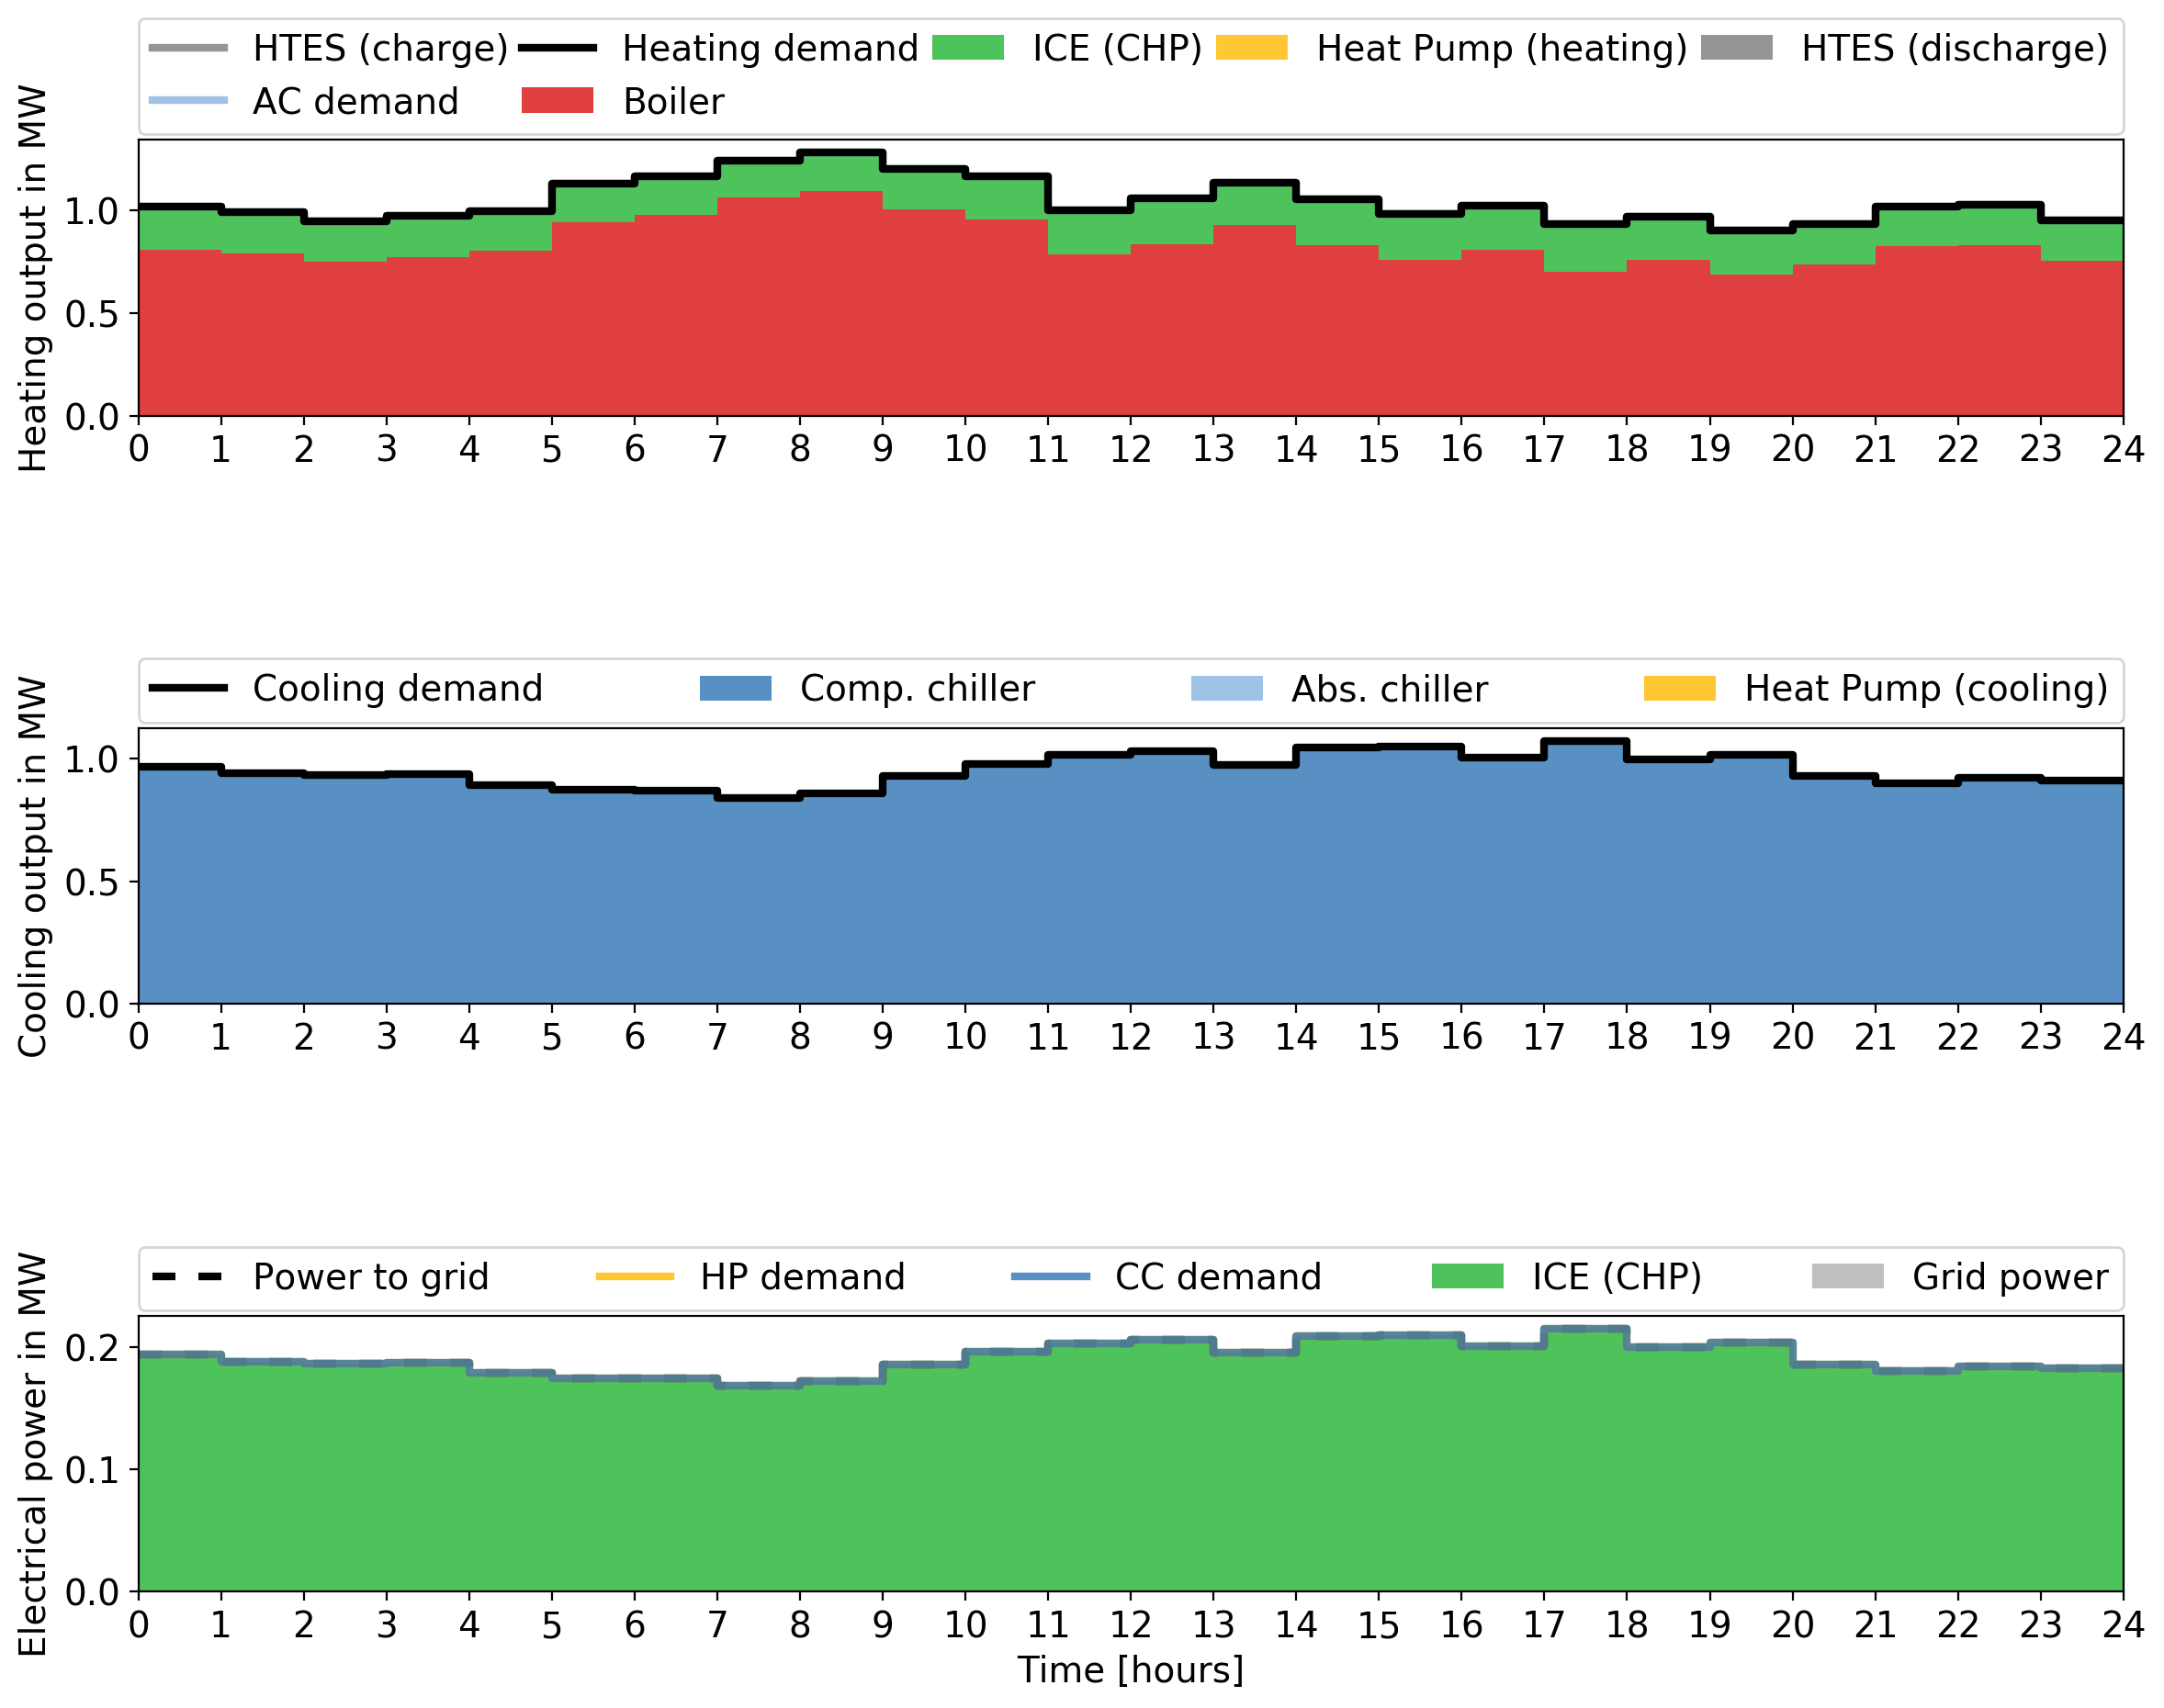 HTES (charge) Heating demand ICE (CHP) Heat Pump (heating) HTES (discharge)
AC demand Boiler
Heating output in MW
1.0
0.5
0.0
0 1 2 3 4 5 6 7 8 9 10 11 12 13 14 15 16 17 18 19 20 21 22 23 24
Cooling demand Comp. chiller Abs. chiller Heat Pump (cooling)
Cooling output in MW
1.0
0.5
0.0
0 1 2 3 4 5 6 7 8 9 10 11 12 13 14 15 16 17 18 19 20 21 22 23 24
Power to grid HP demand CC demand ICE (CHP) Grid power
Electrical power in MW
0.2
0.1
0.0
0 1 2 3 4 5 6 7 8 9 10 11 12 13 14 15 16 17 18 19 20 21 22 23 24
Time [hours]